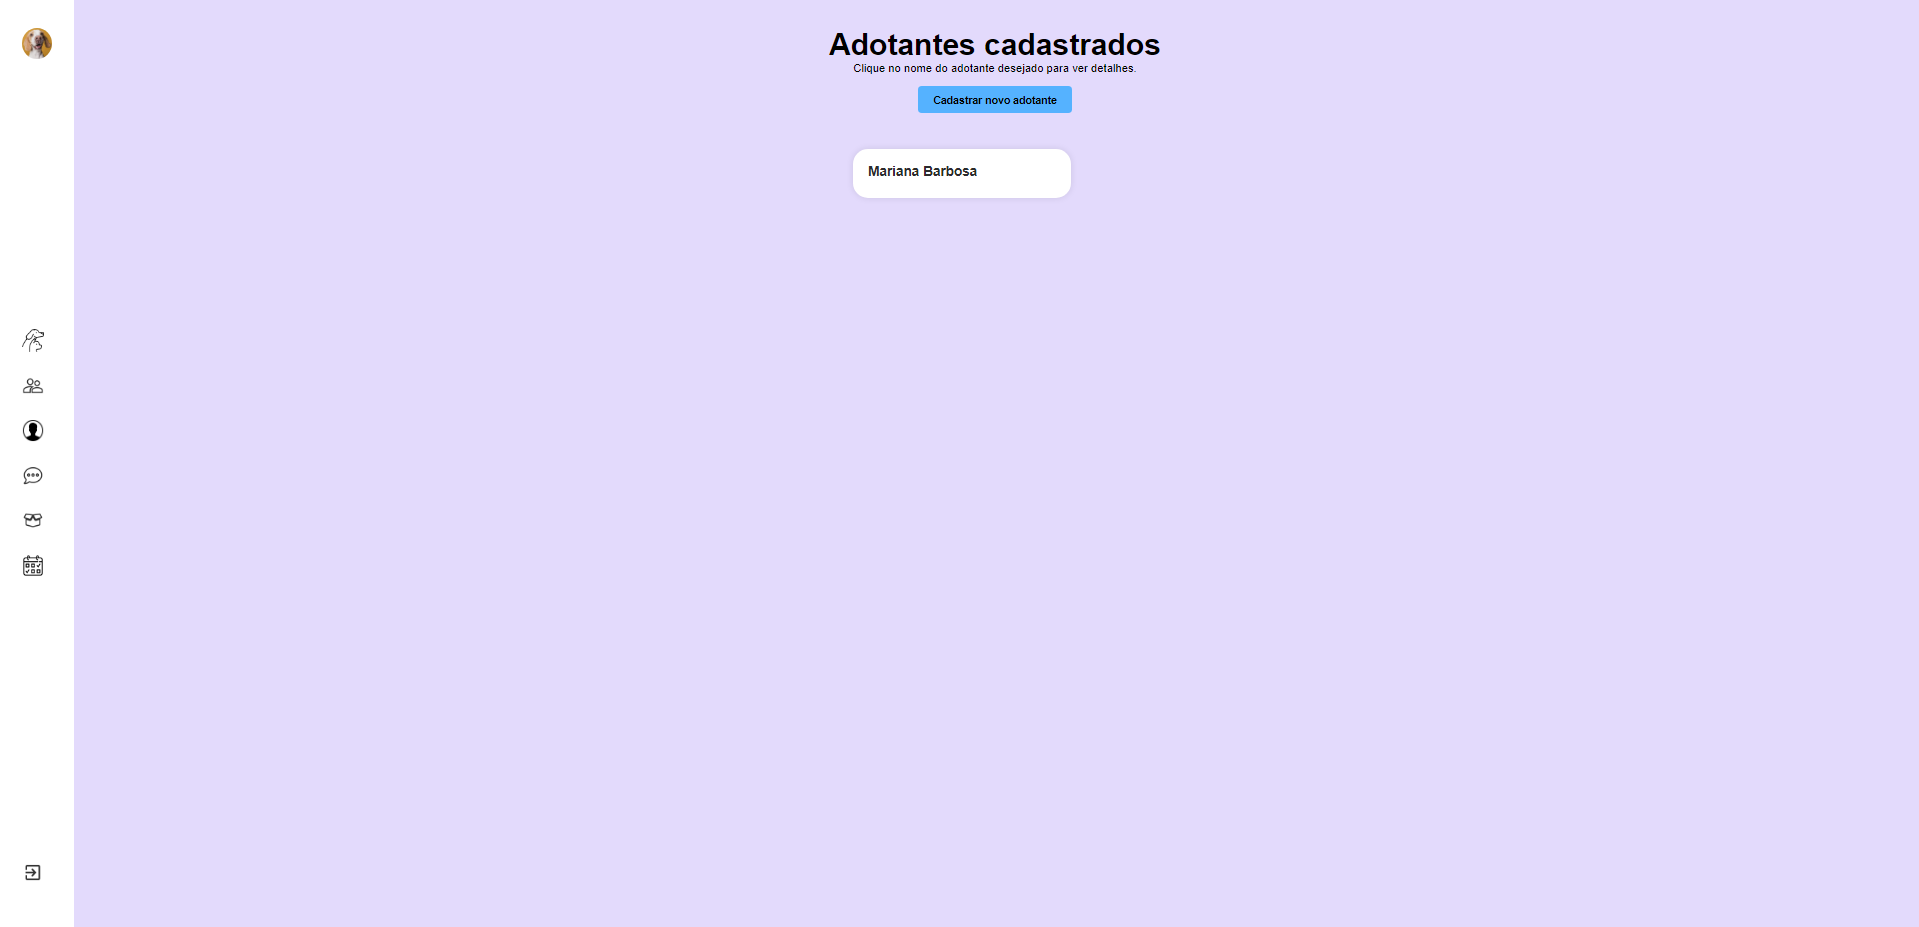 Adotantes cadastrados
Clique no nome do adotante desejado para ver detalhes.
Cadastrar novo adotante
Mariana Barbosa